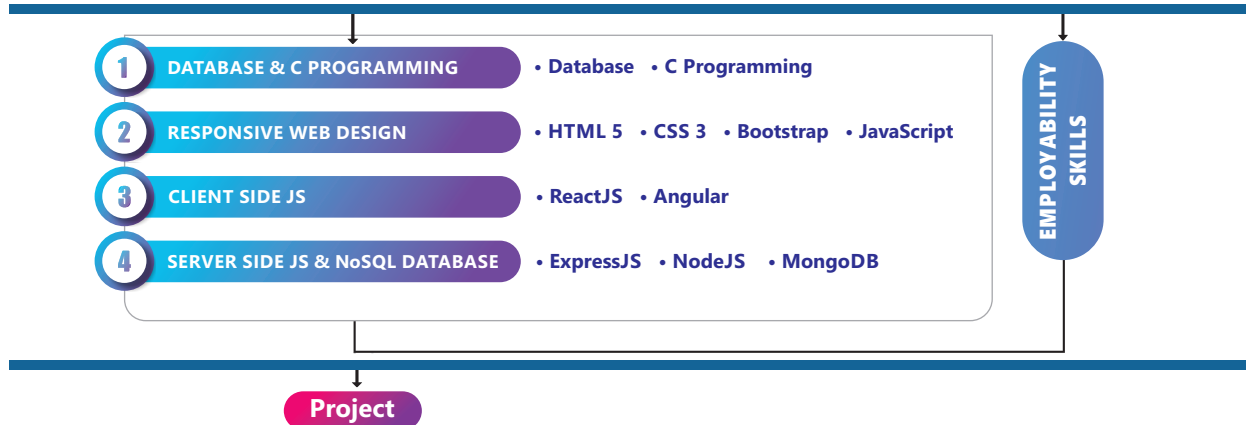 1 DATABASE & C PROGRAMMING • Database • C Programming
2 RESPONSIVE WEB DESIGN • HTML 5 • CSS 3 • Bootstrap • JavaScript
3 CLIENT SIDE JS • ReactJS • Angular
4 SERVER SIDE JS & NoSQL DATABASE • ExpressJS • NodeJS • MongoDB
EMPLOYABILITY
SKILLS
Project